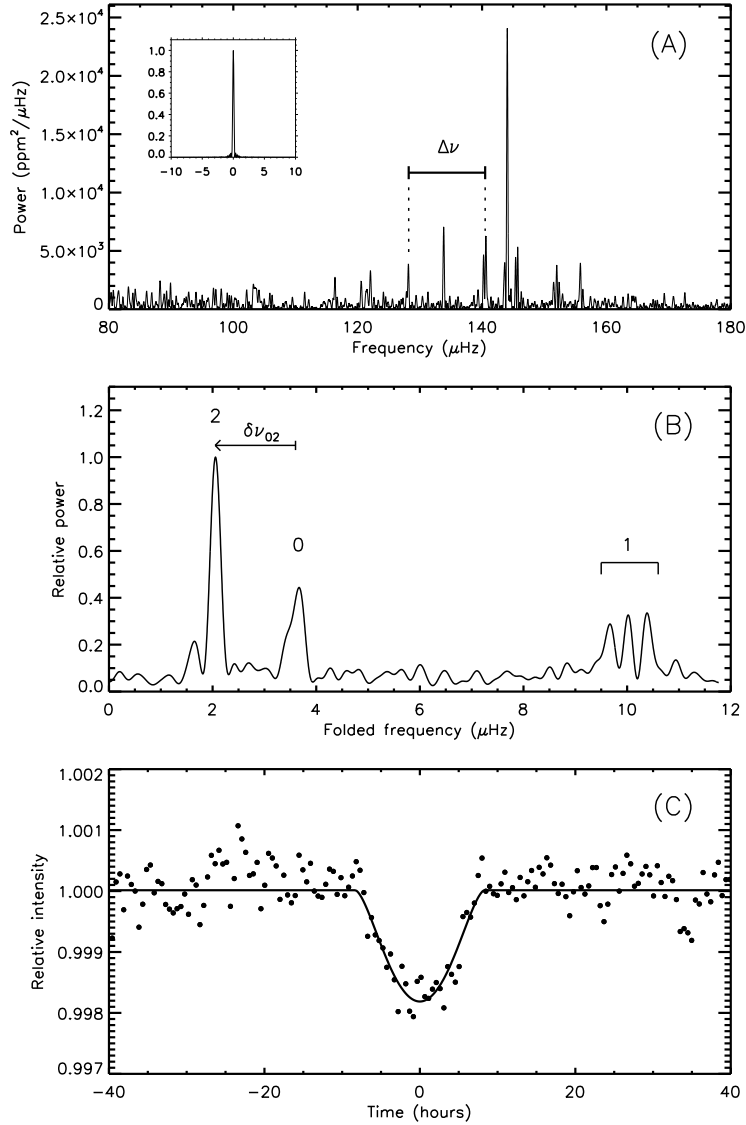 (A)
Δν
2.5×10⁴
2.0×10⁴
1.5×10⁴
1.0×10⁴
5.0×10³
0
Power (ppm²/μHz)
1.0
0.8
0.6
0.4
0.2
0.0
−10 −5 0 5 10
80 100 120 140 160 180
Frequency (μHz)
(B)
2
δν₀₂
0
1
1.2
1.0
0.8
0.6
0.4
0.2
0.0
Relative power
0 2 4 6 8 10 12
Folded frequency (μHz)
(C)
1.002
1.001
1.000
0.999
0.998
0.997
Relative intensity
−40 −20 0 20 40
Time (hours)